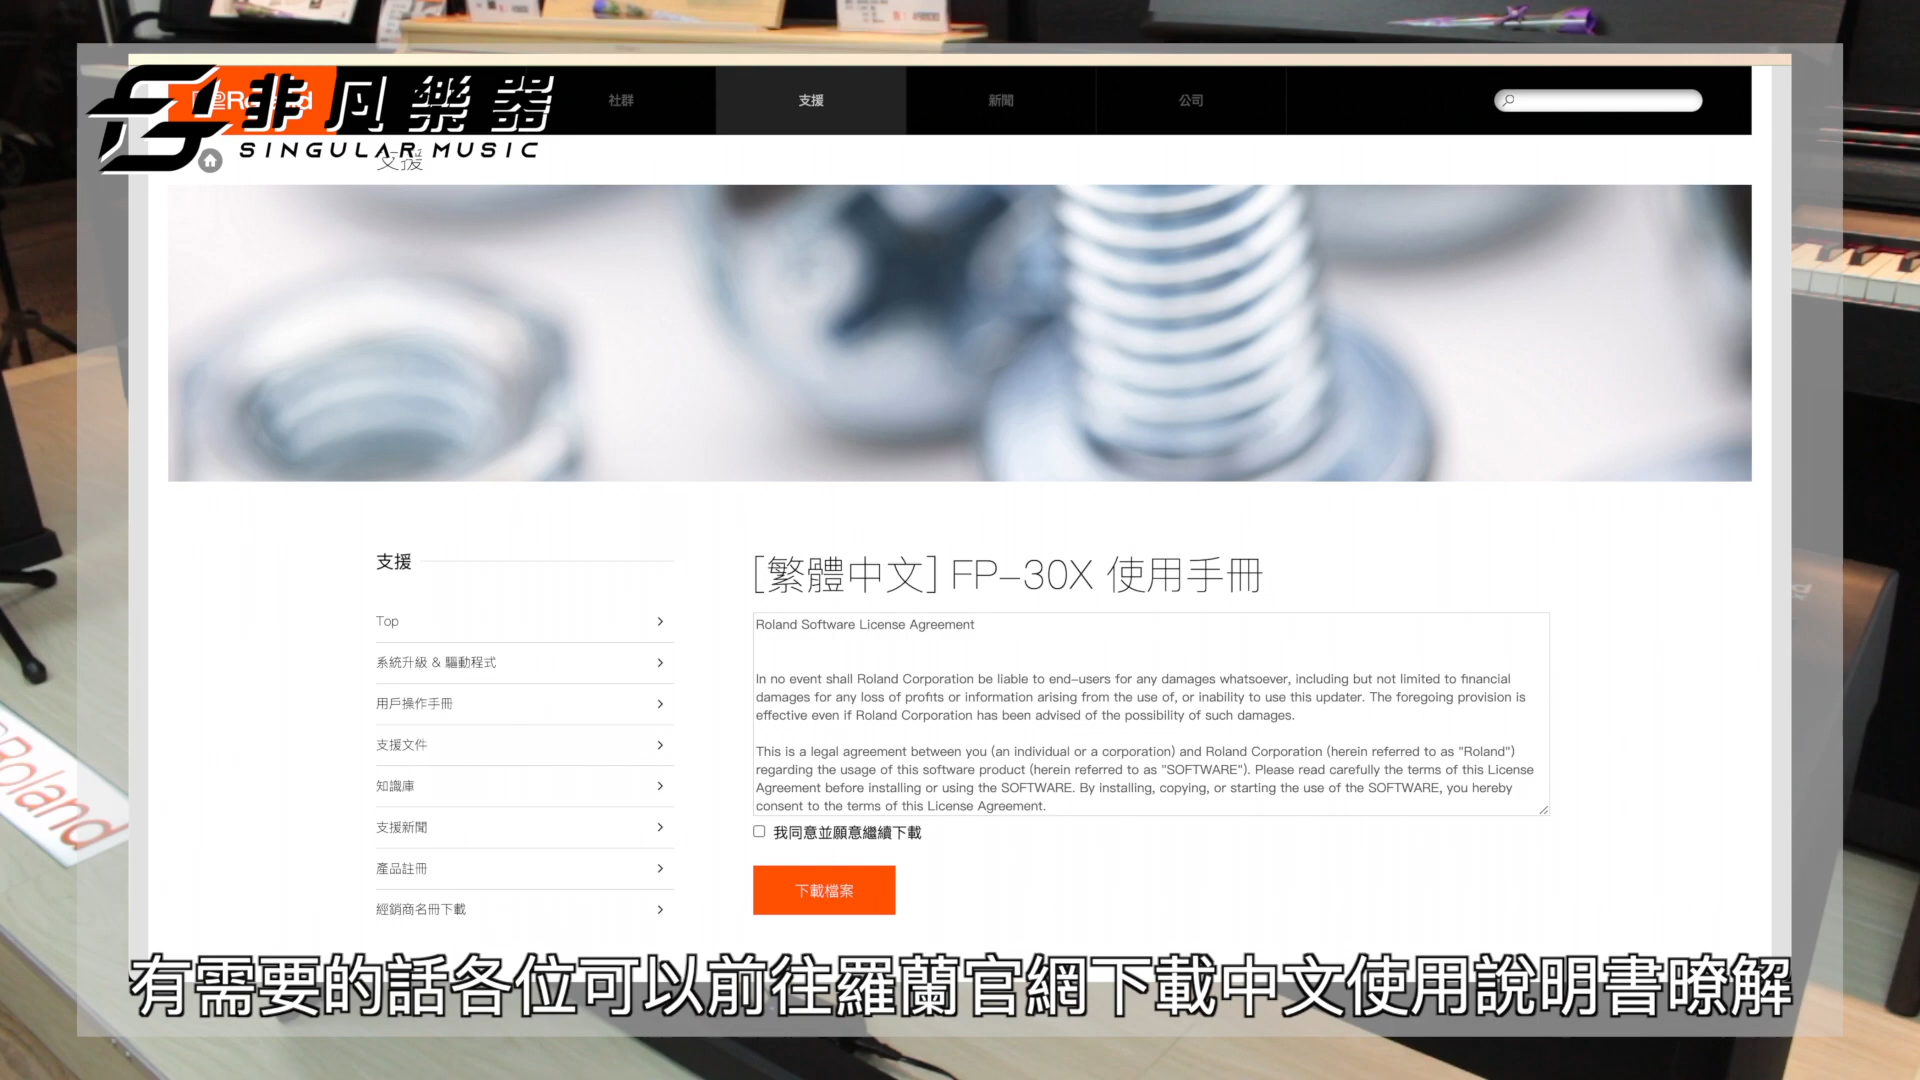 非凡樂器
SINGULAR MUSIC
社群
支援
新聞
公司
支援
支援
Top
系統升級 & 驅動程式
用戶操作手冊
支援文件
知識庫
支援新聞
產品註冊
經銷商名冊下載
[繁體中文] FP-30X 使用手冊
Roland Software License Agreement
In no event shall Roland Corporation be liable to end-users for any damages whatsoever, including but not limited to financial
damages for any loss of profits or information arising from the use of, or inability to use this updater. The foregoing provision is
effective even if Roland Corporation has been advised of the possibility of such damages.
This is a legal agreement between you (an individual or a corporation) and Roland Corporation (herein referred to as "Roland")
regarding the usage of this software product (herein referred to as "SOFTWARE"). Please read carefully the terms of this License
Agreement before installing or using the SOFTWARE. By installing, copying, or starting the use of the SOFTWARE, you hereby
consent to the terms of this License Agreement.
我同意並願意繼續下載
下載檔案
Roland
有需要的話各位可以前往羅蘭官網下載中文使用說明書暸解